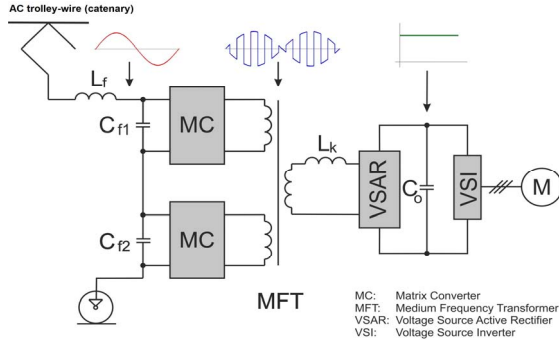 AC trolley-wire (catenary)
Lf
Cf1
MC
Lk
VSAR
Co
VSI
M
Cf2
MC
MFT
MC: Matrix Converter
MFT: Medium Frequency Transformer
VSAR: Voltage Source Active Rectifier
VSI: Voltage Source Inverter